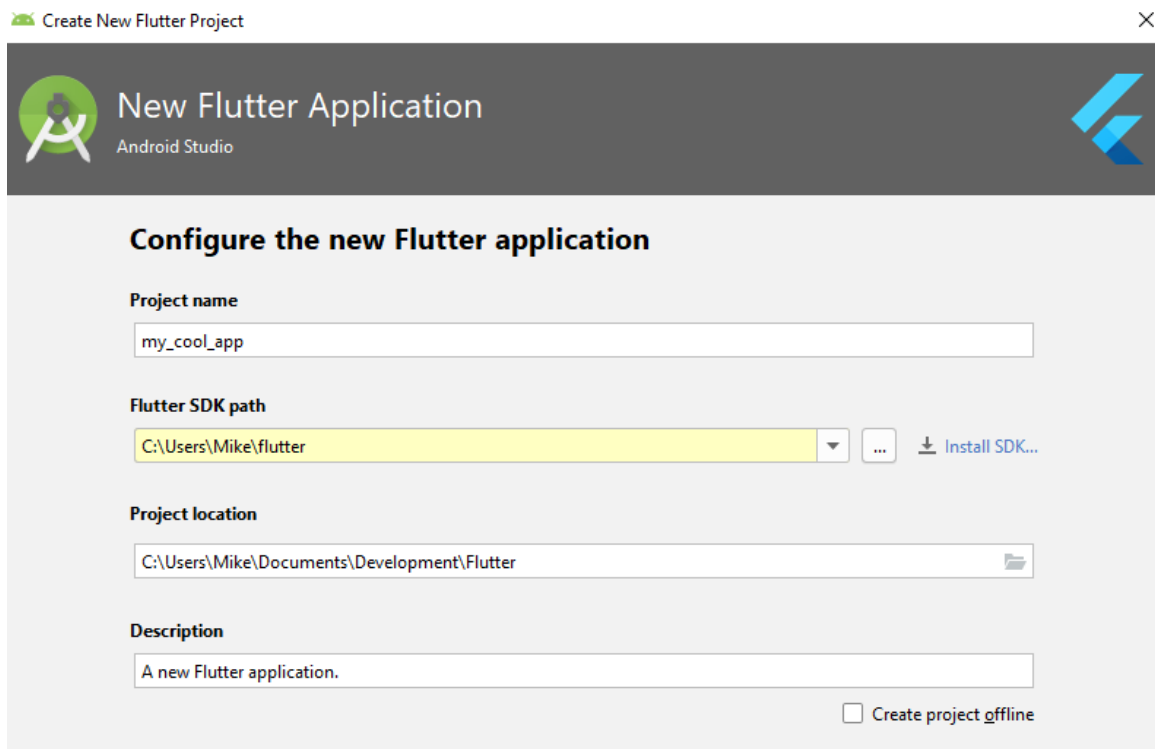 Create New Flutter Project
New Flutter Application
Android Studio
Configure the new Flutter application
Project name
my_cool_app
Flutter SDK path
C:\Users\Mike\flutter
... Install SDK...
Project location
C:\Users\Mike\Documents\Development\Flutter
Description
A new Flutter application.
Create project offline